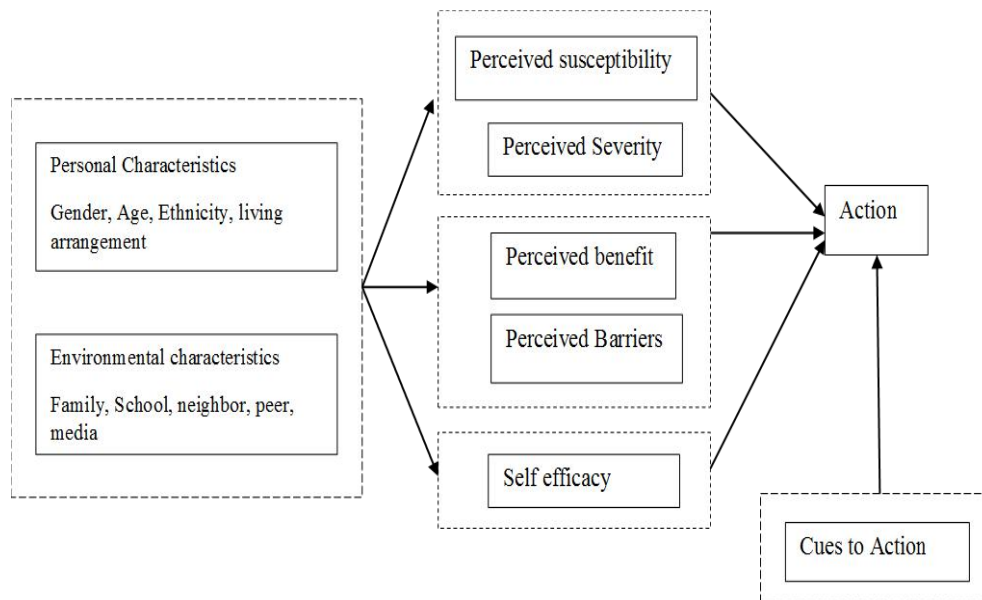 Personal Characteristics
Gender, Age, Ethnicity, living
arrangement
Environmental characteristics
Family, School, neighbor, peer,
media
Perceived susceptibility
Perceived Severity
Perceived benefit
Perceived Barriers
Self efficacy
Action
Cues to Action